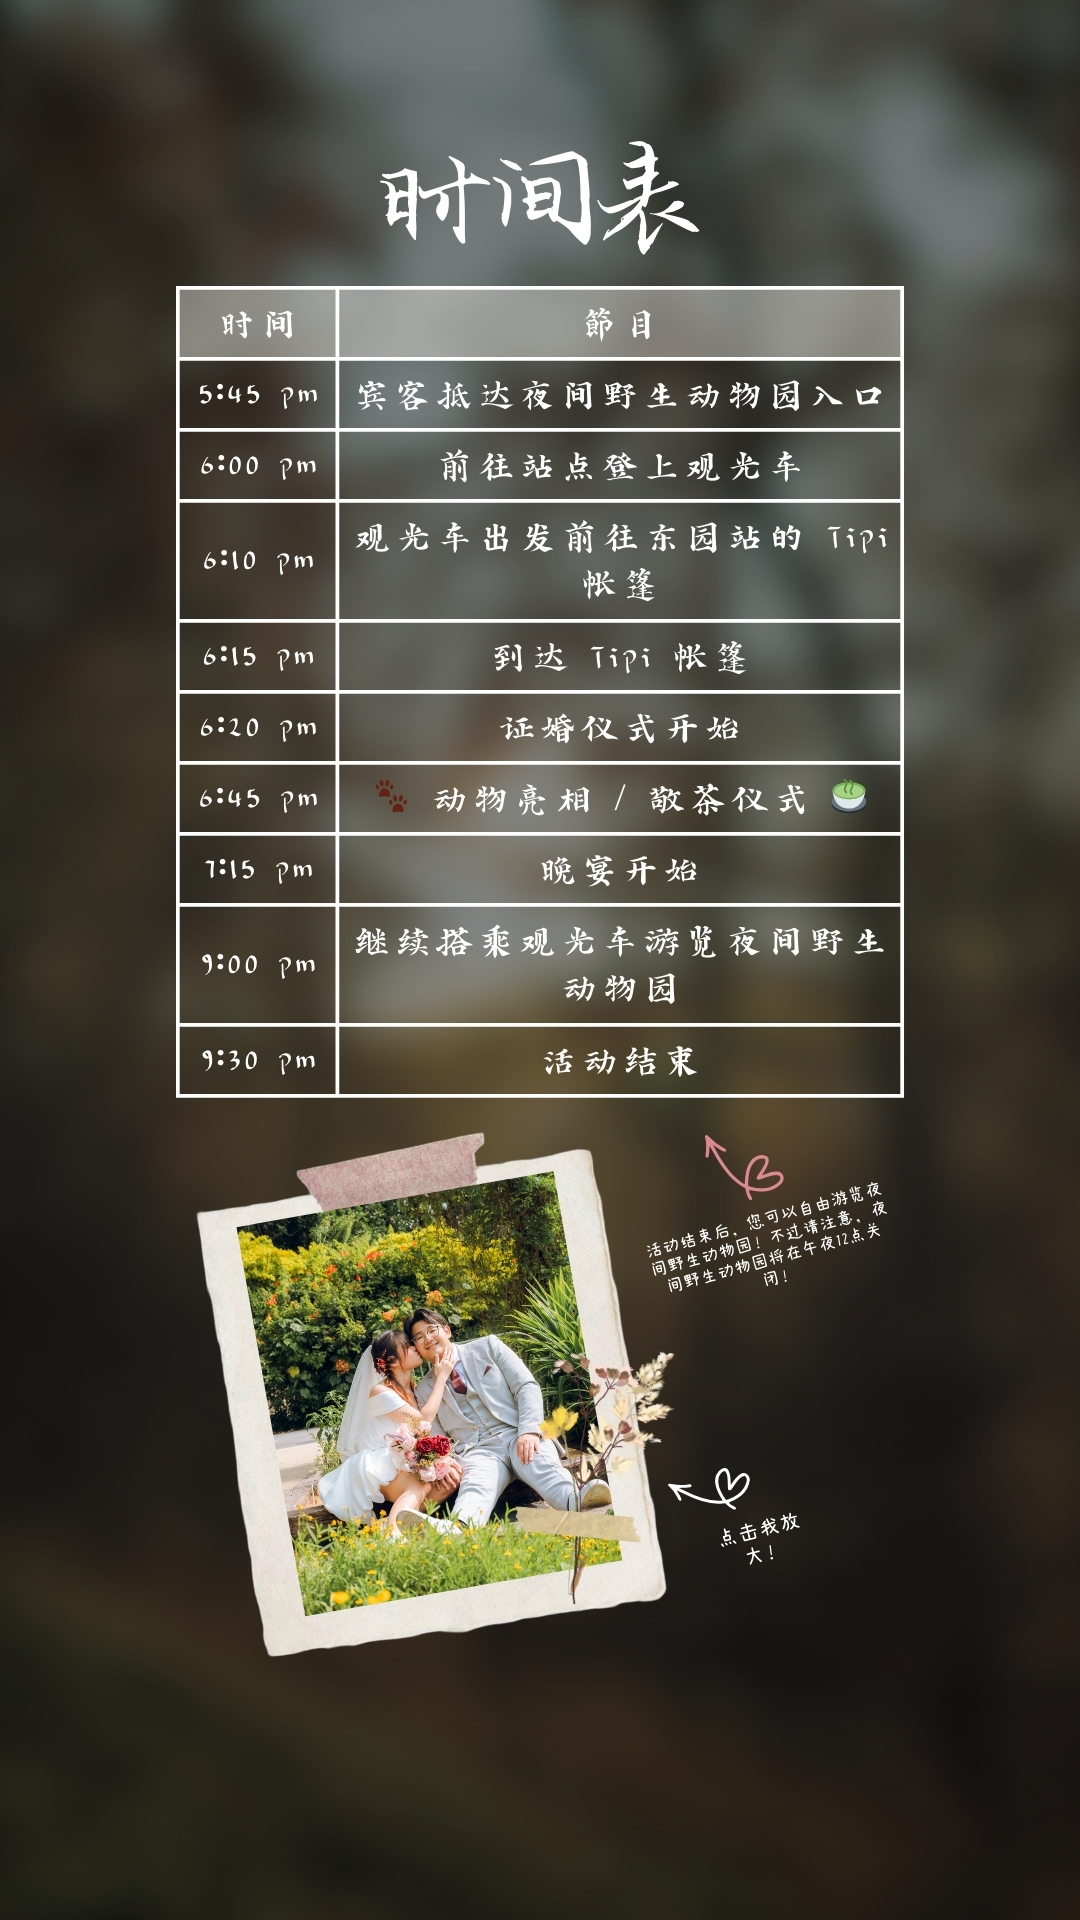 时间表
时间 節目
5:45 pm 宾客抵达夜间野生动物园入口
6:00 pm 前往站点登上观光车
6:10 pm 观光车出发前往东园站的 Tipi
帐篷
6:15 pm 到达 Tipi 帐篷
6:20 pm 证婚仪式开始
6:45 pm 🐾 动物亮相 / 敬茶仪式 🍵
7:15 pm 晚宴开始
9:00 pm 继续搭乘观光车游览夜间野生
动物园
9:30 pm 活动结束
活动结束后，您可以自由游览夜
间野生动物园！不过请注意，夜
间野生动物园将在午夜12点关
闭！
点击我放
大！